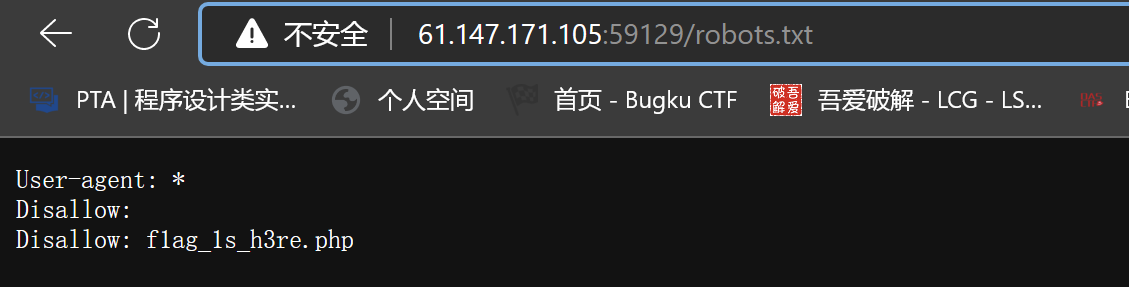 不安全 61.147.171.105:59129/robots.txt
PTA | 程序设计类实... 个人空间 首页 - Bugku CTF 破吾解爱 吾爱破解 - LCG - LS...
User-agent: *
Disallow:
Disallow: f1ag_1s_h3re.php